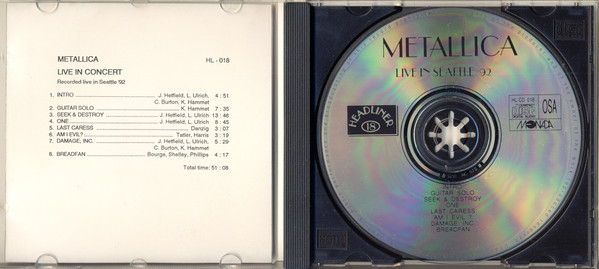 METALLICA HL - 018
LIVE IN CONCERT
Recorded live in Seattle '92
1. INTRO J. Hetfield, L. Ulrich, 4 : 51
C. Burton, K. Hammet
2. GUITAR SOLO K. Hammet 7 : 35
3. SEEK & DESTROY J. Hetfield, L. Ulrich 13 : 46
4. ONE J. Hetfield, L. Ulrich 8 : 45
5. LAST CARESS Danzig 3 : 07
6. AM I EVIL? Tatler, Harris 3 : 19
7. DAMAGE, INC. J. Hetfield, L. Ulrich, 5 : 29
C. Burton, K. Hammet
8. BREADFAN Bourge, Shelley, Phillips 4 : 17
Total time: 51 : 08
METALLICA
LIVE IN SEATTLE '92
HEADLINER
18
HL-CD 018
OSA
MONACA
INTRO
GUITAR SOLO
SEEK & DESTROY
ONE
LAST CARESS
AM I EVIL ?
DAMAGE, INC.
BREADFAN